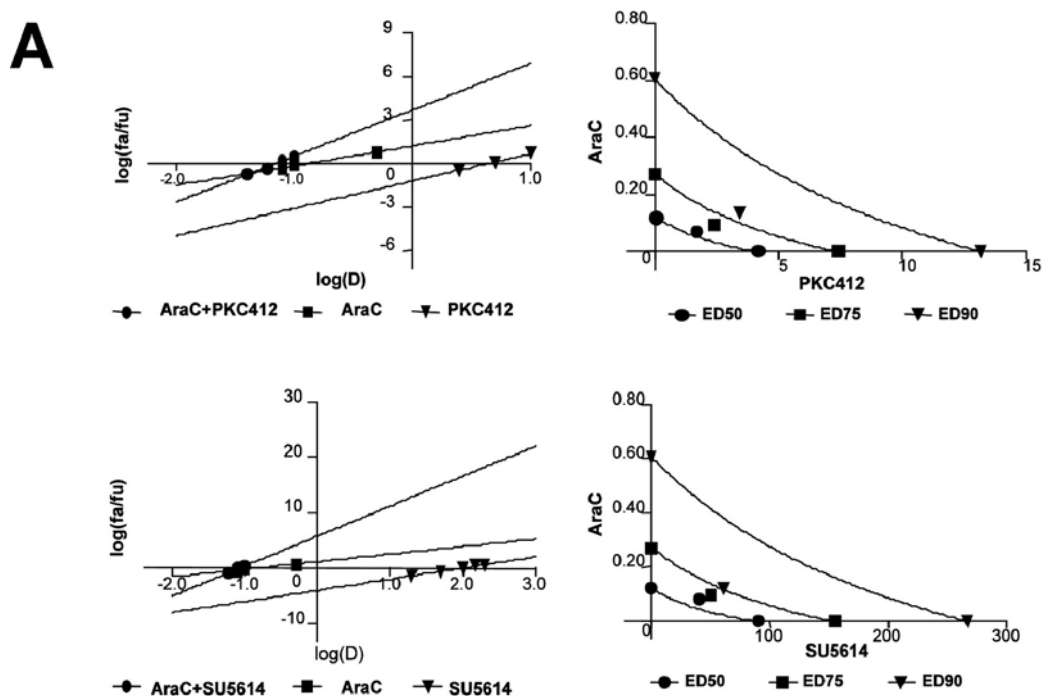 A
9
6
3
-2.0 -1.0 0 1.0
-3
-6
log(fa/fu)
log(D)
AraC+PKC412 AraC PKC412
0.80
0.60
0.40
0.20
0 5 10 15
AraC
PKC412
ED50 ED75 ED90
30
20
10
-2.0 -1.0 0 1.0 2.0 3.0
-10
log(fa/fu)
log(D)
AraC+SU5614 AraC SU5614
0.80
0.60
0.40
0.20
0 100 200 300
AraC
SU5614
ED50 ED75 ED90